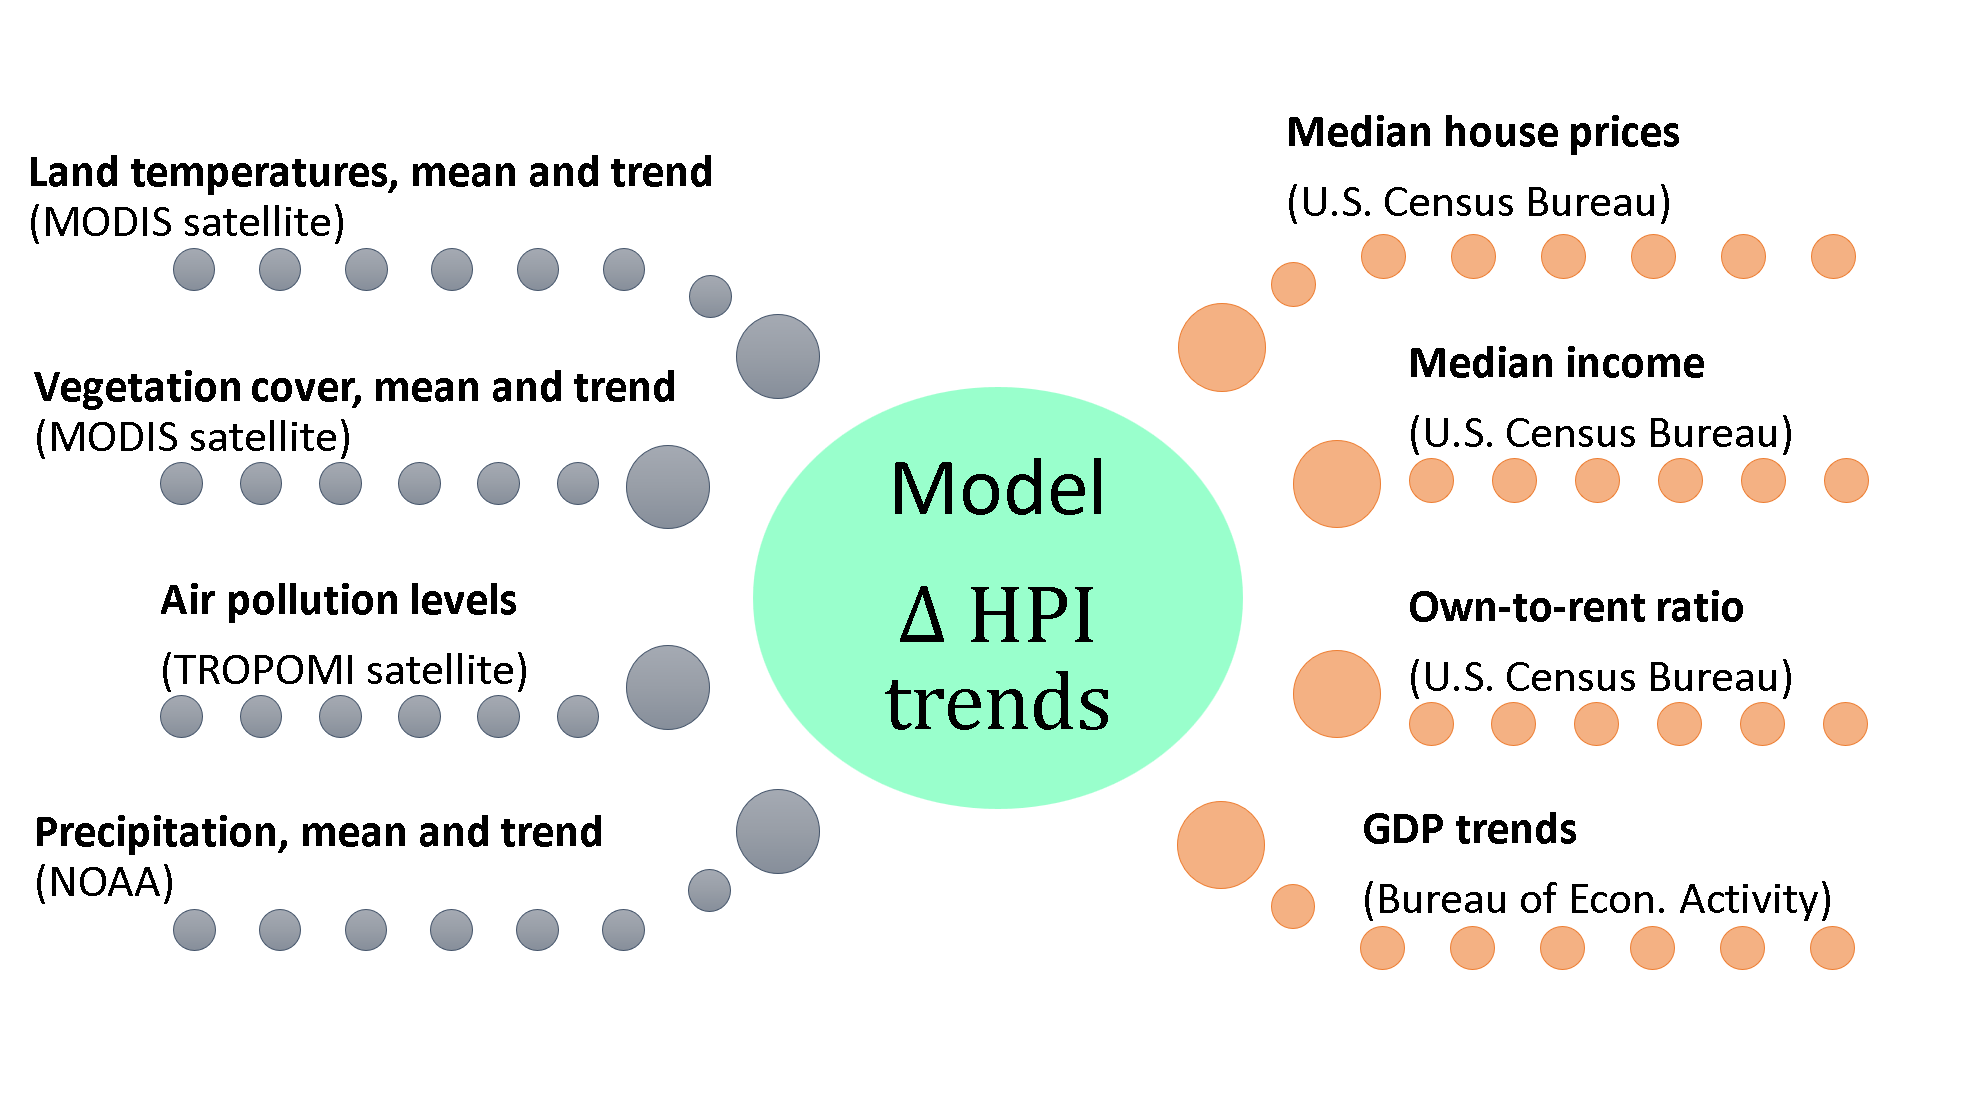 Land temperatures, mean and trend
(MODIS satellite)
Vegetation cover, mean and trend
(MODIS satellite)
Air pollution levels
(TROPOMI satellite)
Precipitation, mean and trend
(NOAA)
Model
Δ HPI
trends
Median house prices
(U.S. Census Bureau)
Median income
(U.S. Census Bureau)
Own-to-rent ratio
(U.S. Census Bureau)
GDP trends
(Bureau of Econ. Activity)